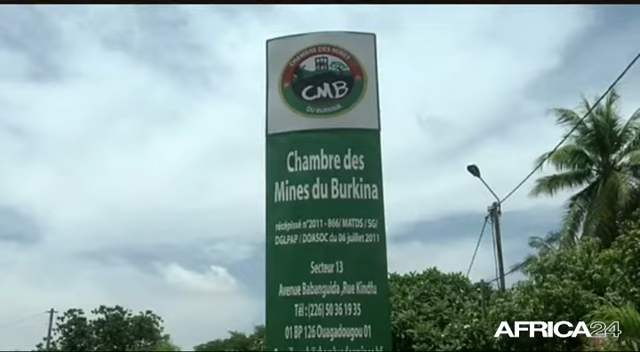 CHAMBRE DES MINES
CMB
DU BURKINA
Chambre des
Mines du Burkina
récépissé n°2011 - 866/ MATDS / SG/
DGLPAP / DOASOC du 06 juillet 2011
Secteur 13
Avenue Babanguida ,Rue Kindfu
Tél : (226) 50 36 19 35
01 BP 126 Ouagadougou 01
AFRICA24